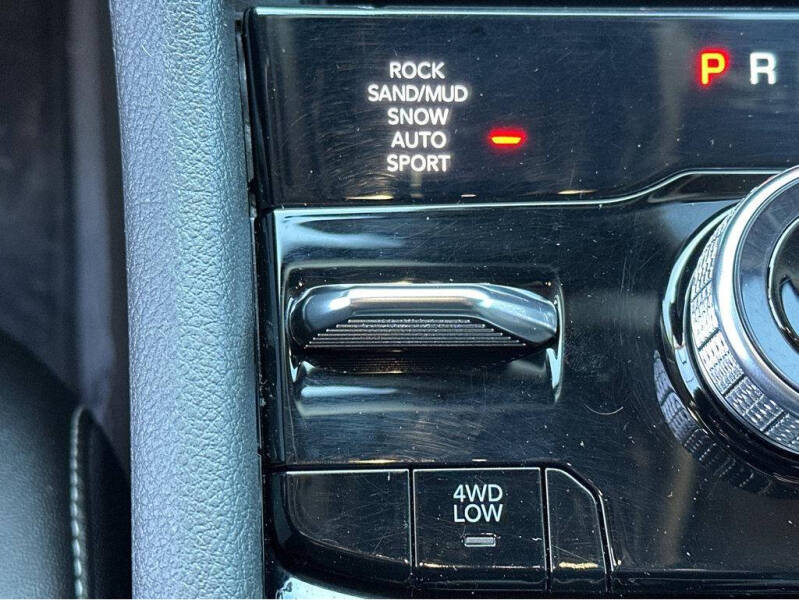 P R
ROCK
SAND/MUD
SNOW
AUTO
SPORT
4WD
LOW